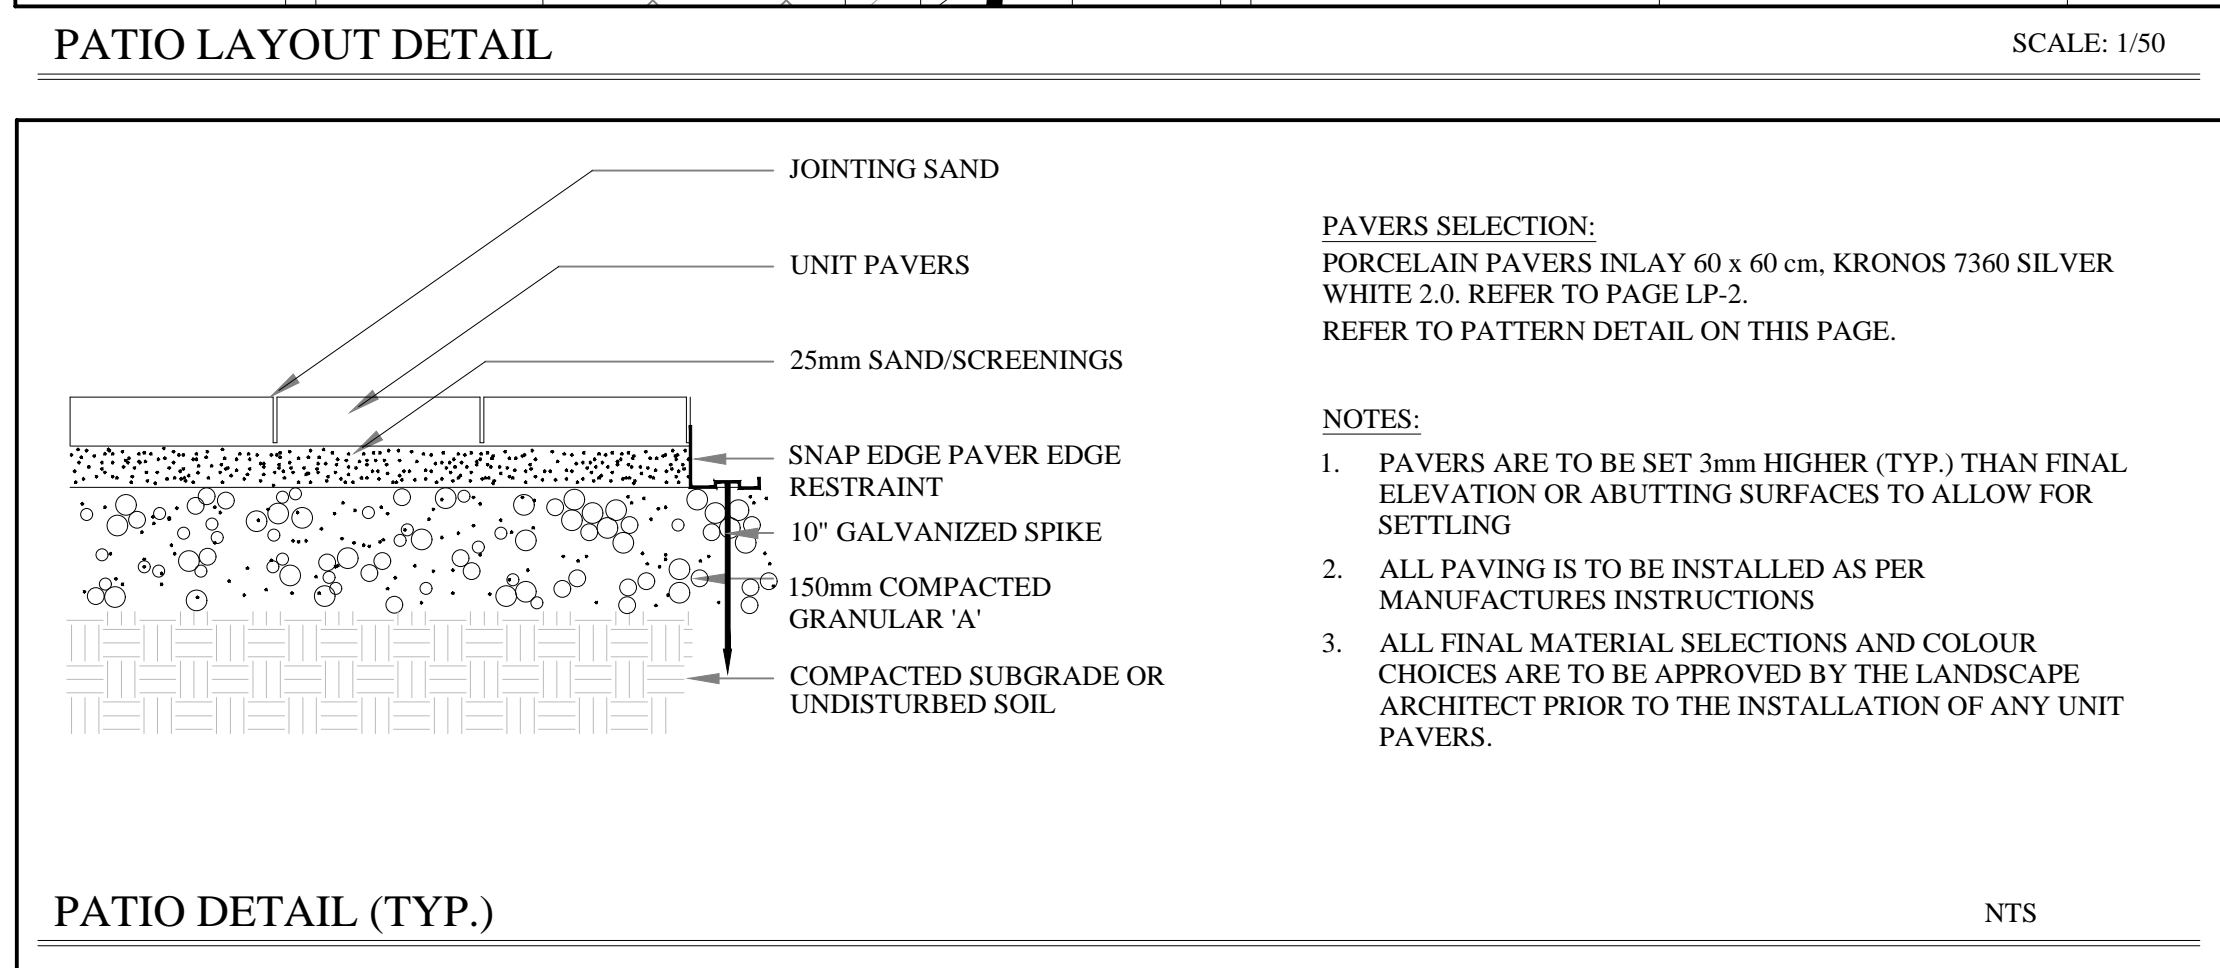 PATIO LAYOUT DETAIL
SCALE: 1/50
JOINTING SAND
UNIT PAVERS
25mm SAND/SCREENINGS
SNAP EDGE PAVER EDGE
RESTRAINT
10" GALVANIZED SPIKE
150mm COMPACTED
GRANULAR 'A'
COMPACTED SUBGRADE OR
UNDISTURBED SOIL
PAVERS SELECTION:
PORCELAIN PAVERS INLAY 60 x 60 cm, KRONOS 7360 SILVER
WHITE 2.0. REFER TO PAGE LP-2.
REFER TO PATTERN DETAIL ON THIS PAGE.
NOTES:
1. PAVERS ARE TO BE SET 3mm HIGHER (TYP.) THAN FINAL
ELEVATION OR ABUTTING SURFACES TO ALLOW FOR
SETTLING
2. ALL PAVING IS TO BE INSTALLED AS PER
MANUFACTURES INSTRUCTIONS
3. ALL FINAL MATERIAL SELECTIONS AND COLOUR
CHOICES ARE TO BE APPROVED BY THE LANDSCAPE
ARCHITECT PRIOR TO THE INSTALLATION OF ANY UNIT
PAVERS.
PATIO DETAIL (TYP.)
NTS